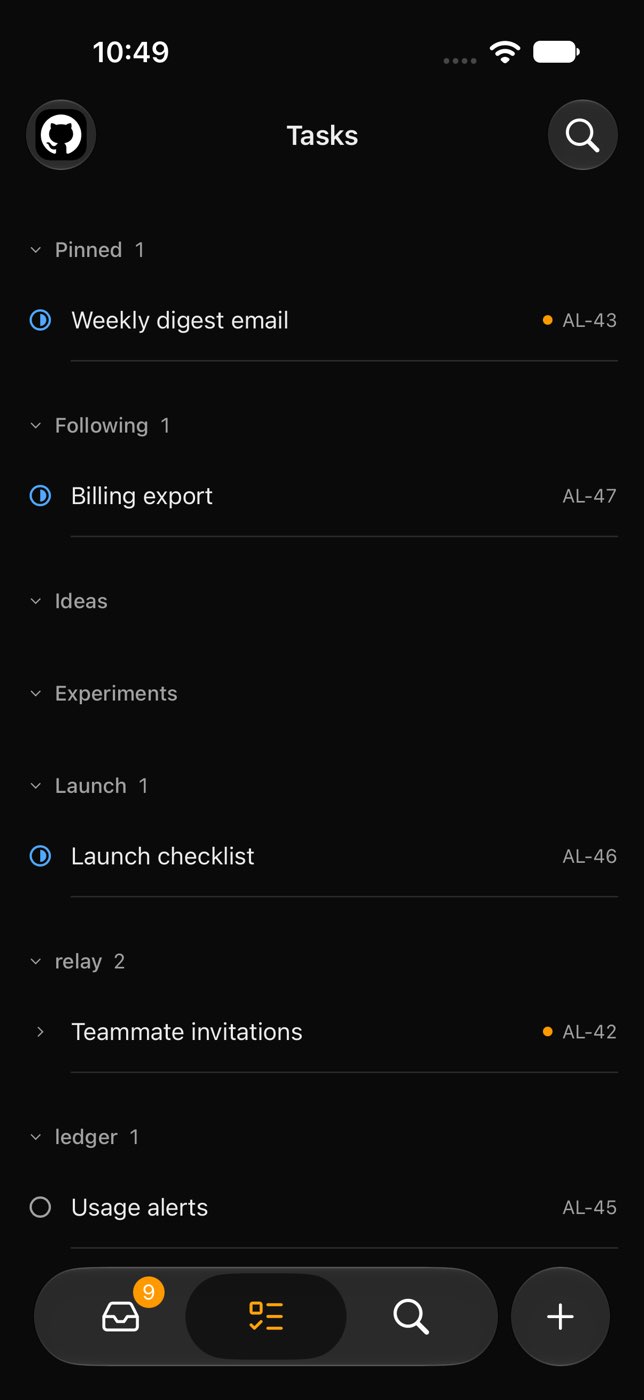 10:49
Tasks
Pinned 1
Weekly digest email AL-43
Following 1
Billing export AL-47
Ideas
Experiments
Launch 1
Launch checklist AL-46
relay 2
Teammate invitations AL-42
ledger 1
Usage alerts AL-45
9